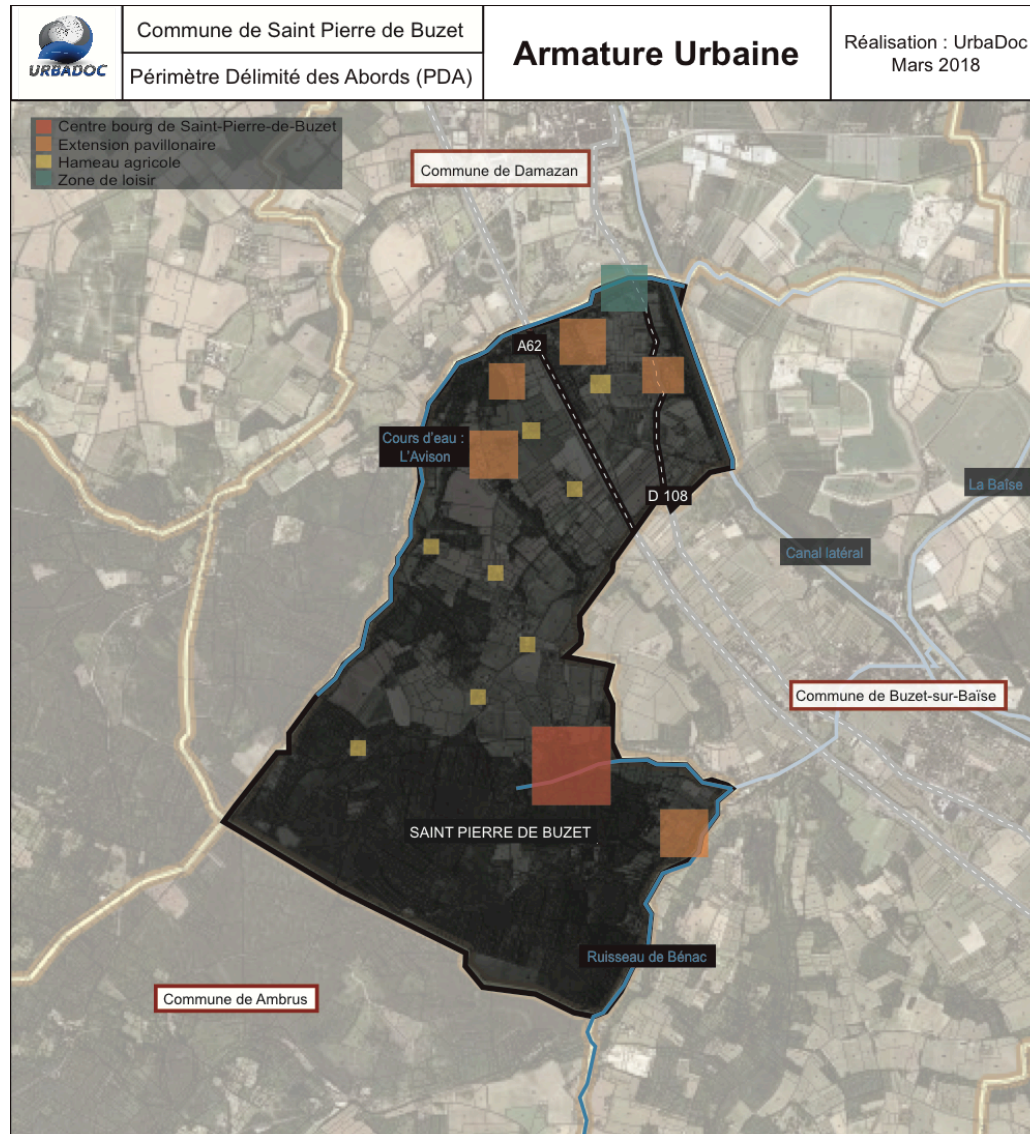 URBADOC
Commune de Saint Pierre de Buzet
Périmètre Délimité des Abords (PDA)
Armature Urbaine
Réalisation : UrbaDoc
Mars 2018
Centre bourg de Saint-Pierre-de-Buzet
Extension pavillonaire
Hameau agricole
Zone de loisir
Commune de Damazan
A62
Cours d'eau :
L'Avison
D 108
La Baîse
Canal latéral
Commune de Buzet-sur-Baïse
SAINT PIERRE DE BUZET
Ruisseau de Bénac
Commune de Ambrus